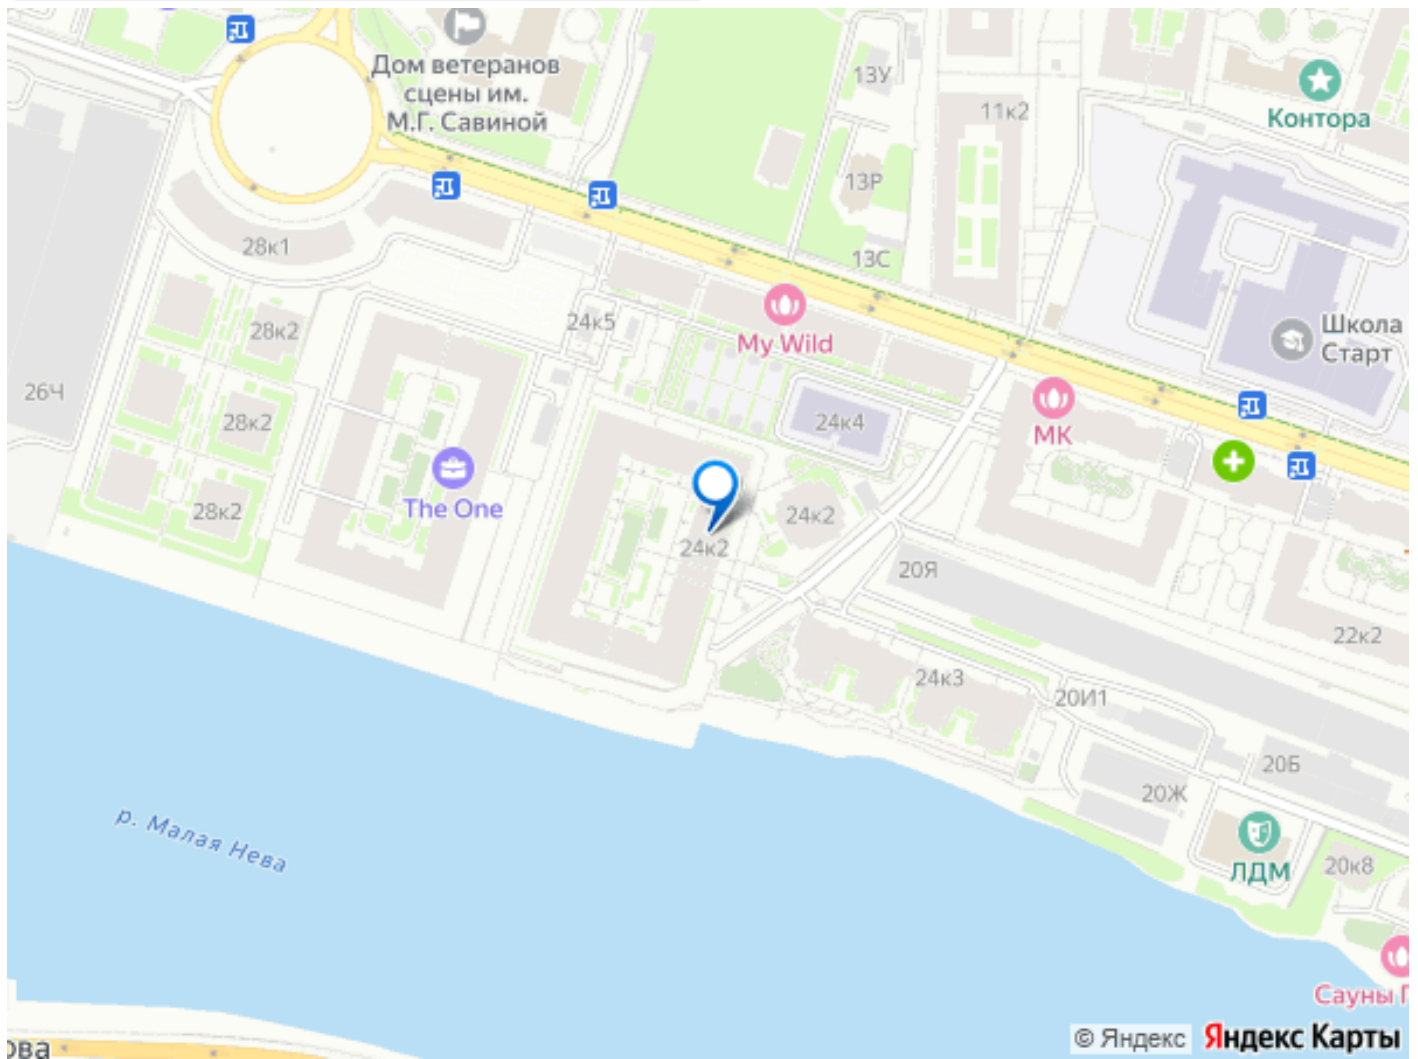 Дом ветеранов
сцены им.
М.Г. Савиной
13У
11к2
Контора
13Р
28к1
13С
24к5
My Wild
28к2
Школа
Старт
26Ч
28к2
24к4
МК
The One
28к2
24к2
24к2
20Я
22к2
24к3
20И1
20Б
20Ж
р. Малая Нева
ЛДМ
20к8
Сауны
ова
© Яндекс
Яндекс Карты